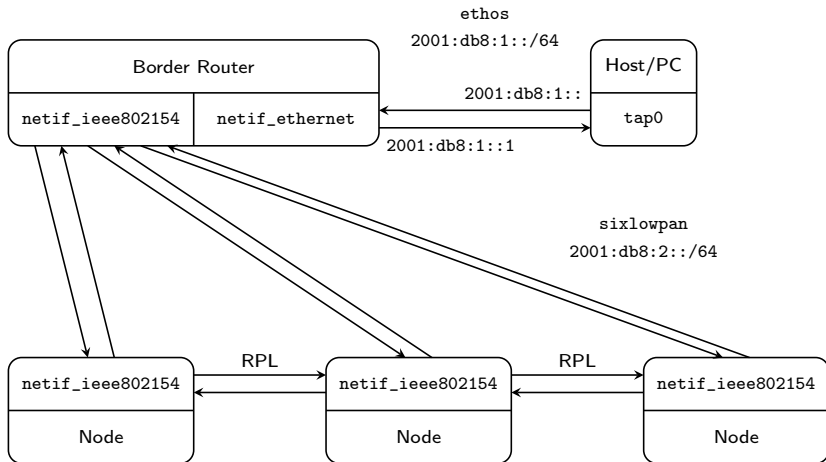 ethos
2001:db8:1::/64
Border Router
Host/PC
2001:db8:1::
netif_ieee802154
netif_ethernet
tap0
2001:db8:1::1
sixlowpan
2001:db8:2::/64
RPL
RPL
netif_ieee802154
netif_ieee802154
netif_ieee802154
Node
Node
Node